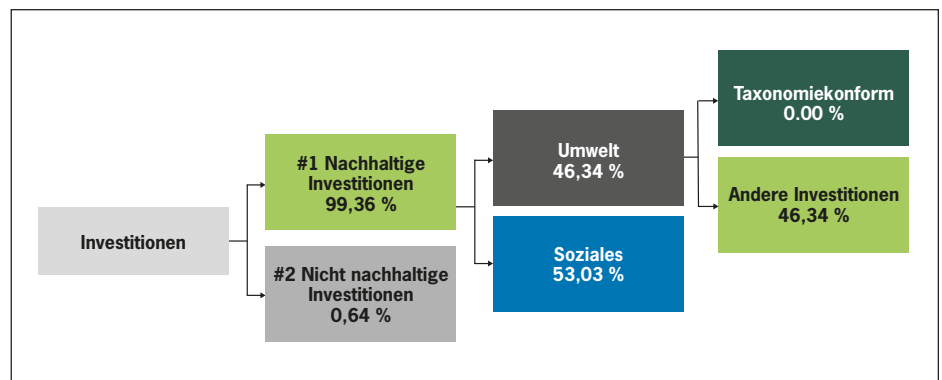 Investitionen
#1 Nachhaltige
Investitionen
99,36 %
#2 Nicht nachhaltige
Investitionen
0,64 %
Umwelt
46,34 %
Soziales
53,03 %
Taxonomiekonform
0.00 %
Andere Investitionen
46,34 %